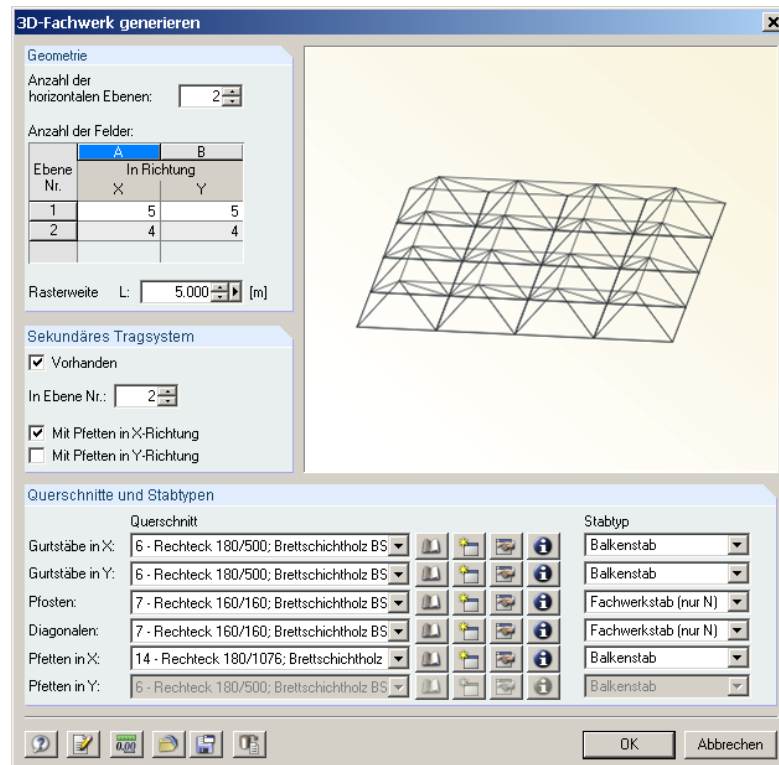 3D-Fachwerk generieren
Geometrie
Anzahl der
horizontalen Ebenen: 2
Anzahl der Felder:
A B
Ebene In Richtung
Nr. X Y
1 5 5
2 4 4
Rasterweite L: 5.000 [m]
Sekundäres Tragsystem
Vorhanden
In Ebene Nr.: 2
Mit Pfetten in X-Richtung
Mit Pfetten in Y-Richtung
Querschnitte und Stabtypen
Querschnitt Stabtyp
Gurtstäbe in X: 6 - Rechteck 180/500; Brettschichtholz BS Balkenstab
Gurtstäbe in Y: 6 - Rechteck 180/500; Brettschichtholz BS Balkenstab
Pfosten: 7 - Rechteck 160/160; Brettschichtholz BS Fachwerkstab (nur N)
Diagonalen: 7 - Rechteck 160/160; Brettschichtholz BS Fachwerkstab (nur N)
Pfetten in X: 14 - Rechteck 180/1076; Brettschichtholz Balkenstab
Pfetten in Y: 6 - Rechteck 180/500; Brettschichtholz BS Balkenstab
0.00 OK Abbrechen